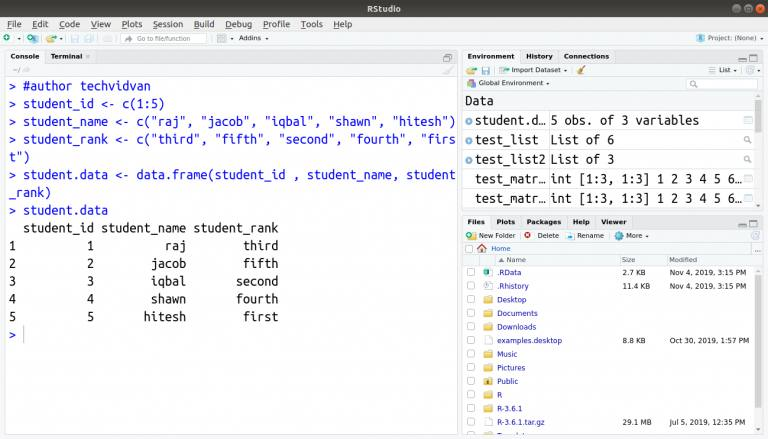 RStudio
File Edit Code View Plots Session Build Debug Profile Tools Help
Go to file/function Addins Project: (None)
Console Terminal
~/
> #author techvidvan
> student_id <- c(1:5)
> student_name <- c("raj", "jacob", "iqbal", "shawn", "hitesh")
> student_rank <- c("third", "fifth", "second", "fourth", "firs
t")
> student.data <- data.frame(student_id , student_name, student
_rank)
> student.data
student_id student_name student_rank
1 1 raj third
2 2 jacob fifth
3 3 iqbal second
4 4 shawn fourth
5 5 hitesh first
>
Environment History Connections
Import Dataset List
Global Environment
Data
student.d… 5 obs. of 3 variables
test_list List of 6
test_list2 List of 3
test_matr… int [1:3, 1:3] 1 2 3 4 5 6…
test_matr… int [1:3, 1:3] 1 2 3 4 5 6…
Files Plots Packages Help Viewer
New Folder Delete Rename More
Home ...
Name Size Modified
.RData 2.7 KB Nov 4, 2019, 3:15 PM
.Rhistory 11.4 KB Nov 4, 2019, 3:15 PM
Desktop
Documents
Downloads
examples.desktop 8.8 KB Oct 30, 2019, 1:57 PM
Music
Pictures
Public
R
R-3.6.1
R-3.6.1.tar.gz 29.1 MB Jul 5, 2019, 12:35 PM